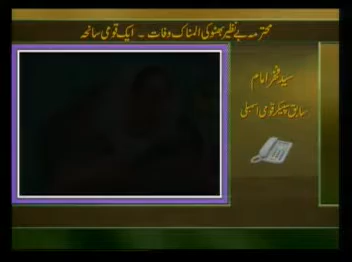 محترمہ بے نظیر بھٹو کی المناک وفات ۔ ایک قومی سانحہ
سید فخر امام
سابق سپیکر قومی اسمبلی